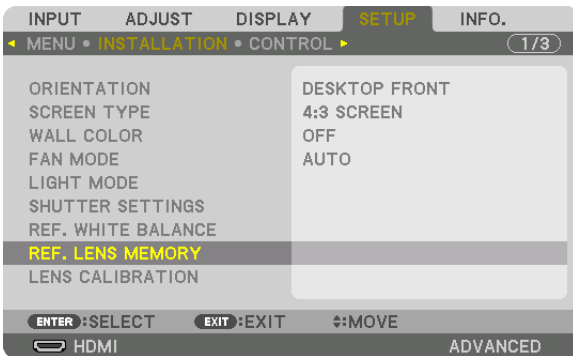 INPUT ADJUST DISPLAY SETUP INFO.
MENU • INSTALLATION • CONTROL 1/3
ORIENTATION DESKTOP FRONT
SCREEN TYPE 4:3 SCREEN
WALL COLOR OFF
FAN MODE AUTO
LIGHT MODE
SHUTTER SETTINGS
REF. WHITE BALANCE
REF. LENS MEMORY
LENS CALIBRATION
ENTER :SELECT EXIT :EXIT :MOVE
HDMI ADVANCED